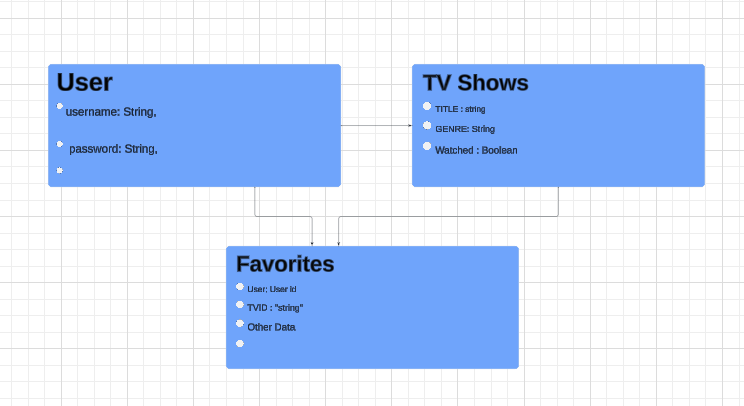 User
username: String,
password: String,
TV Shows
TITLE : string
GENRE: String
Watched : Boolean
Favorites
User: User Id
TVID : "string"
Other Data